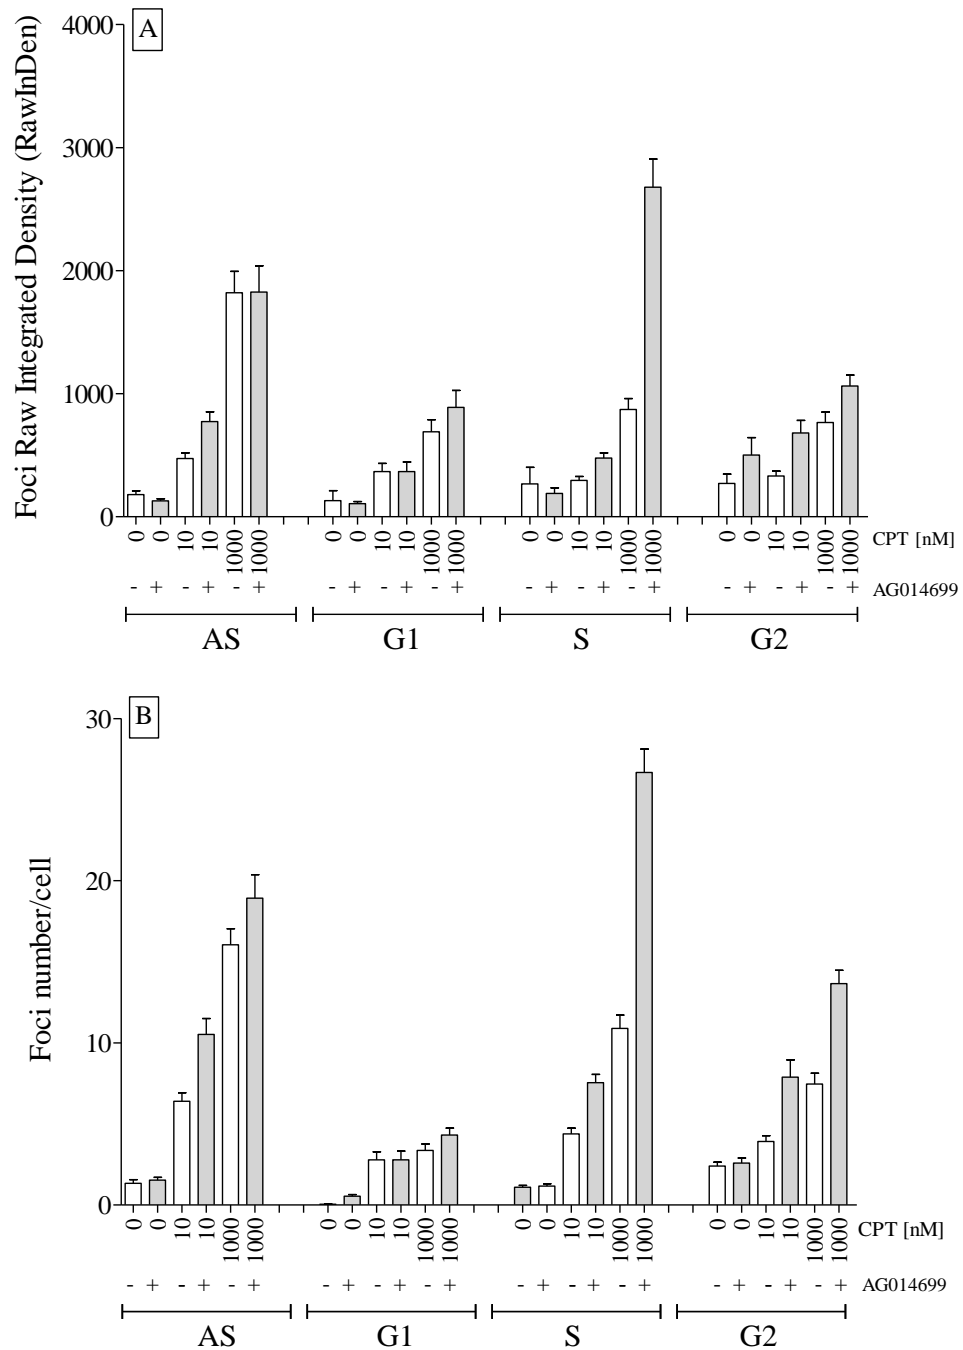 A
Foci Raw Integrated Density (RawInDen)
4000
3000
2000
1000
0
0 0 10 10 1000 1000 0 0 10 10 1000 1000 0 0 10 10 1000 1000 0 0 10 10 1000 1000 CPT [nM]
- + - + - + - + - + - + - + - + - + - + - + - + AG014699
AS G1 S G2
B
Foci number/cell
30
20
10
0
0 0 10 10 1000 1000 0 0 10 10 1000 1000 0 0 10 10 1000 1000 0 0 10 10 1000 1000 CPT [nM]
- + - + - + - + - + - + - + - + - + - + - + - + AG014699
AS G1 S G2